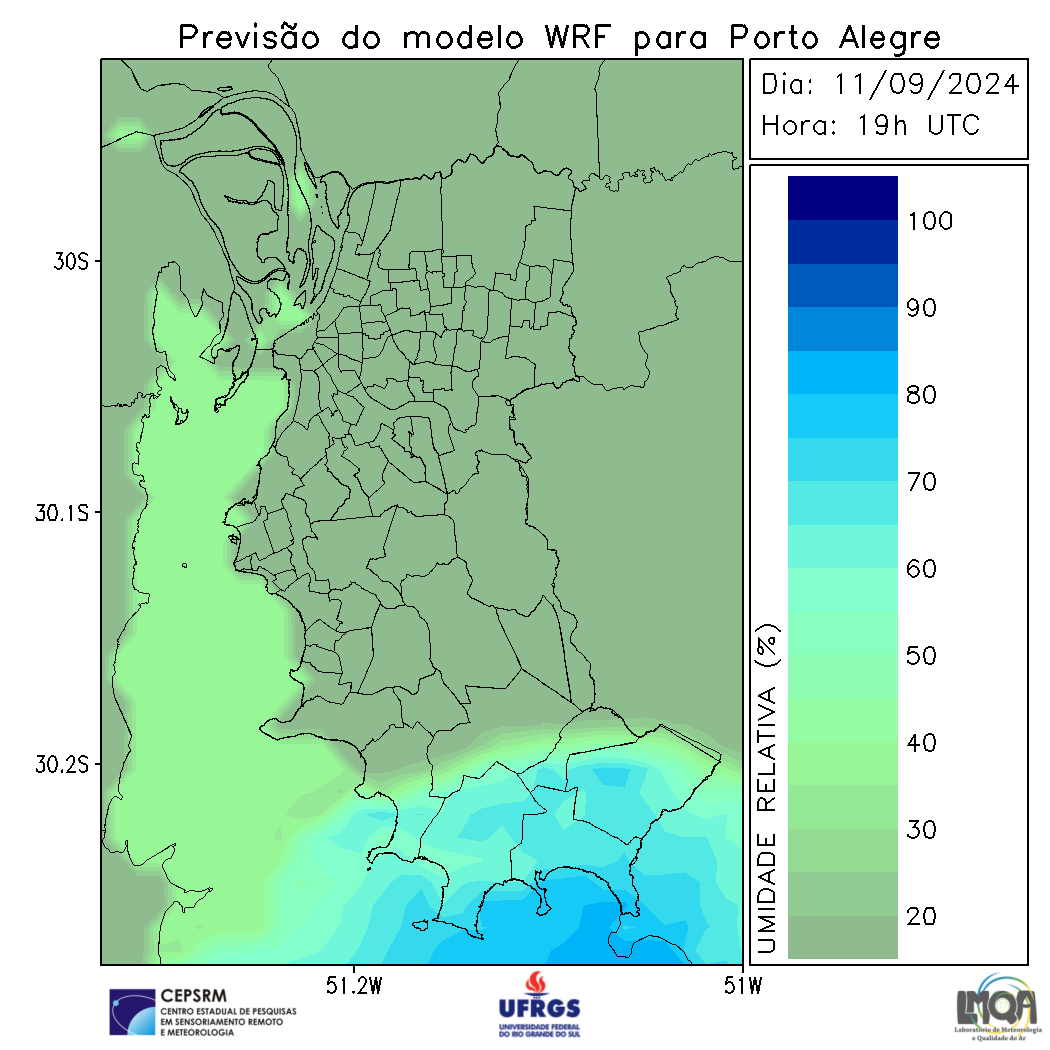 Previsão do modelo WRF para Porto Alegre
Dia: 11/09/2024
Hora: 19h UTC
100
90
80
70
60
50
40
30
20
UMIDADE RELATIVA (%)
30S
30.1S
30.2S
51.2W
51W
CEPSRM
CENTRO ESTADUAL DE PESQUISAS
EM SENSORIAMENTO REMOTO
E METEOROLOGIA
UFRGS
UNIVERSIDADE FEDERAL
DO RIO GRANDE DO SUL
LMQA
Laboratório de Meteorologia
e Qualidade do Ar